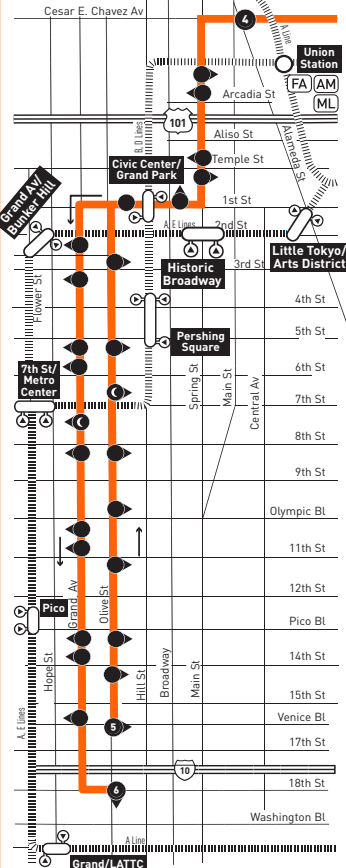 Cesar E. Chavez Av
4
A Line
Union
Station
FA AM
ML
Arcadia St
101
B, D Lines
Aliso St
Alameda St
Civic Center/
Grand Park
Temple St
1st St
Grand Av/
Bunker Hill
A, E Lines
2nd St
3rd St
Little Tokyo/
Arts District
Historic
Broadway
Flower St
4th St
5th St
Pershing
Square
6th St
7th St/
Metro
Center
Spring St
Main St
Central Av
7th St
8th St
9th St
Olympic Bl
11th St
12th St
Grand Av
Olive St
Pico
Pico Bl
Hope St
Hill St
Broadway
Main St
14th St
15th St
A, E Lines
Venice Bl
5
17th St
10
6
18th St
Washington Bl
A Line
Grand/LATTC